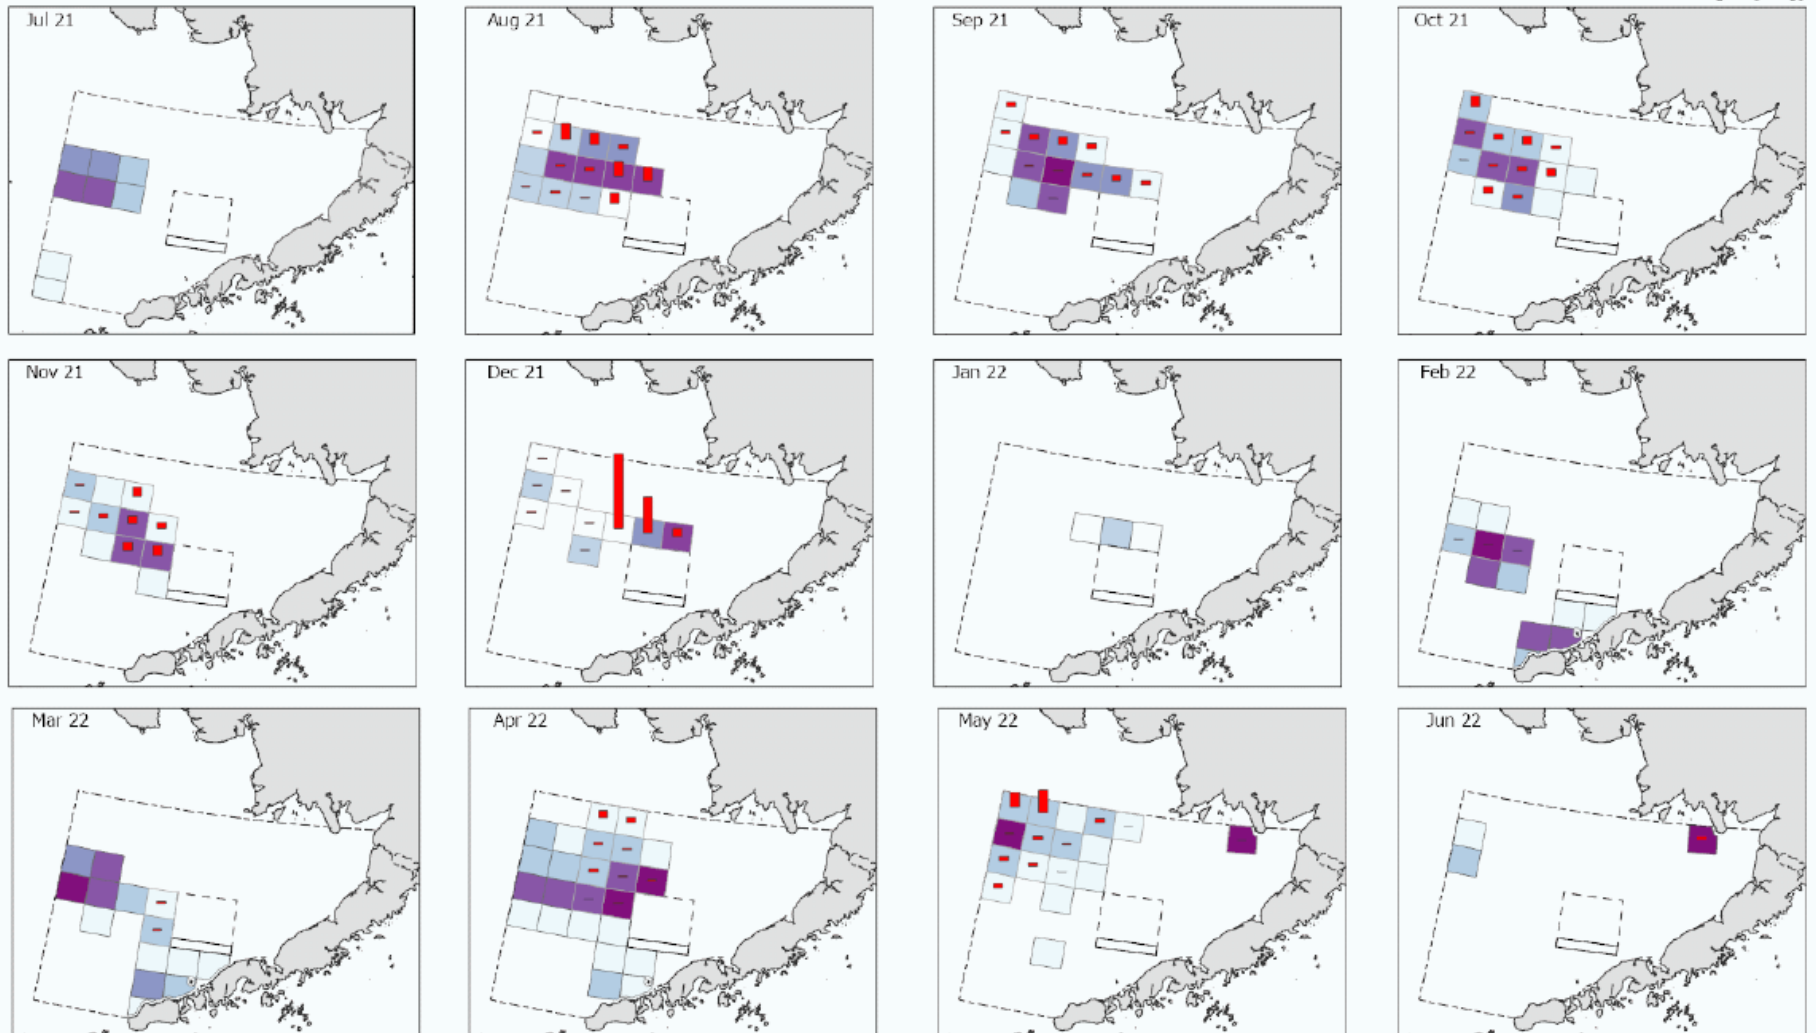 Jul 21
Aug 21
Sep 21
Oct 21
Nov 21
Dec 21
Jan 22
Feb 22
Mar 22
Apr 22
May 22
Jun 22